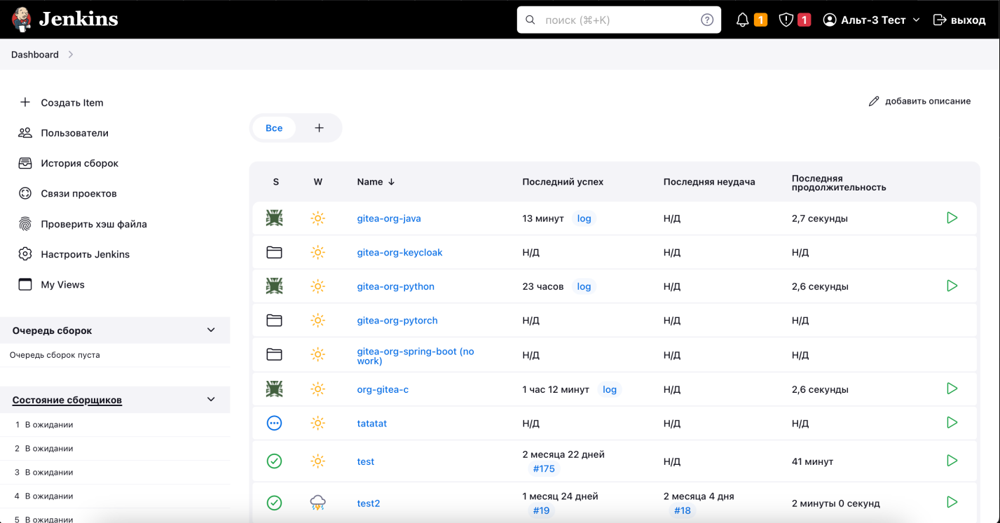 Jenkins
поиск (⌘+K)
1
1
Альт-3 Тест
выход
Dashboard
Создать Item
Пользователи
История сборок
Связи проектов
Проверить хэш файла
Настроить Jenkins
My Views
Очередь сборок
Очередь сборок пуста
Состояние сборщиков
1 В ожидании
2 В ожидании
3 В ожидании
4 В ожидании
5 В ожидании
добавить описание
Все
S W Name ↓ Последний успех Последняя неудача Последняя
продолжительность
gitea-org-java 13 минут log Н/Д 2,7 секунды
gitea-org-keycloak Н/Д Н/Д Н/Д
gitea-org-python 23 часов log Н/Д 2,6 секунды
gitea-org-pytorch Н/Д Н/Д Н/Д
gitea-org-spring-boot (no
work) Н/Д Н/Д Н/Д
org-gitea-c 1 час 12 минут log Н/Д 2,6 секунды
tatatat Н/Д Н/Д Н/Д
test 2 месяца 22 дней
#175 Н/Д 41 минут
test2 1 месяц 24 дней
#19 2 месяца 4 дня
#18 2 минуты 0 секунд